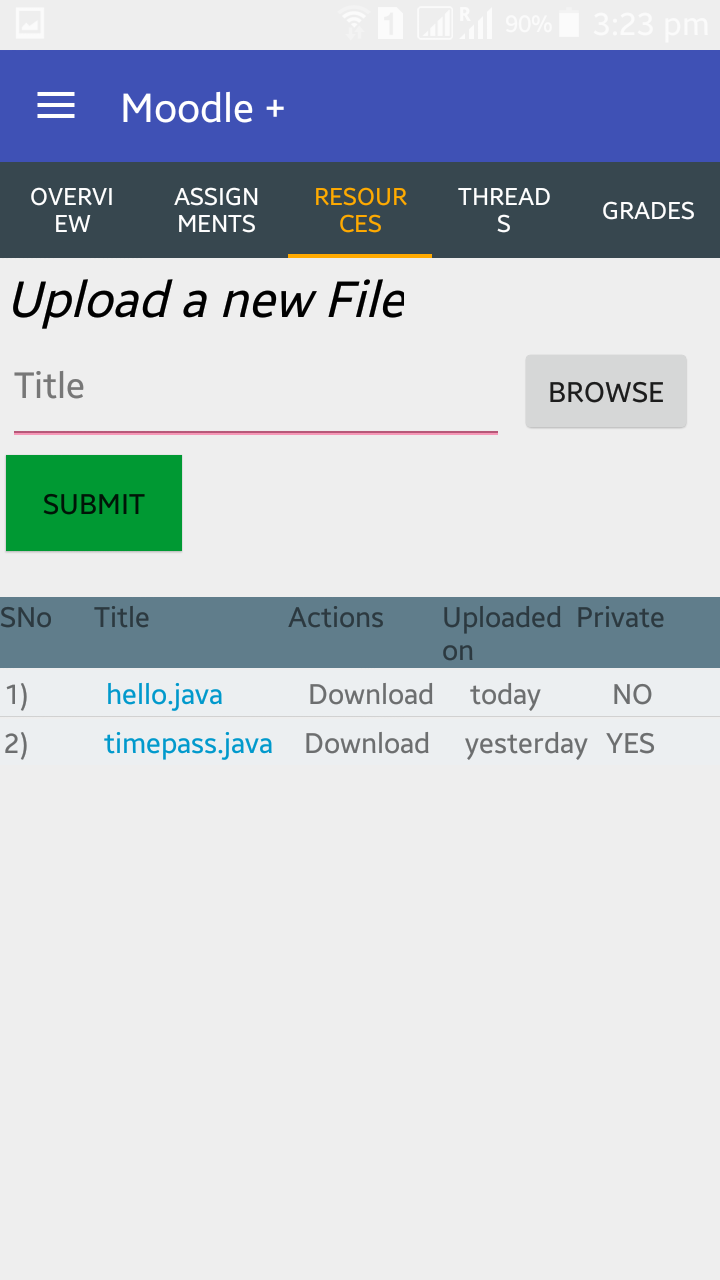 1 R 90% 3:23 pm
Moodle +
OVERVI
EW
ASSIGN
MENTS
RESOUR
CES
THREAD
S
GRADES
Upload a new File
Title
BROWSE
SUBMIT
SNo Title Actions Uploaded on Private
1) hello.java Download today NO
2) timepass.java Download yesterday YES